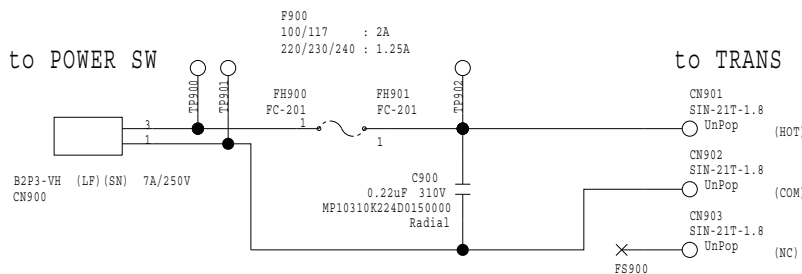 F900
100/117 : 2A
220/230/240 : 1.25A
to POWER SW
to TRANS
TP900
TP901
TP902
FH900
FC-201
1
FH901
FC-201
1
CN901
SIN-21T-1.8
UnPop
(HOT)
3
1
B2P3-VH (LF)(SN) 7A/250V
CN900
C900
0.22uF 310V
MP10310K224D0150000
Radial
CN902
SIN-21T-1.8
UnPop
(COM)
CN903
SIN-21T-1.8
UnPop
(NC)
FS900